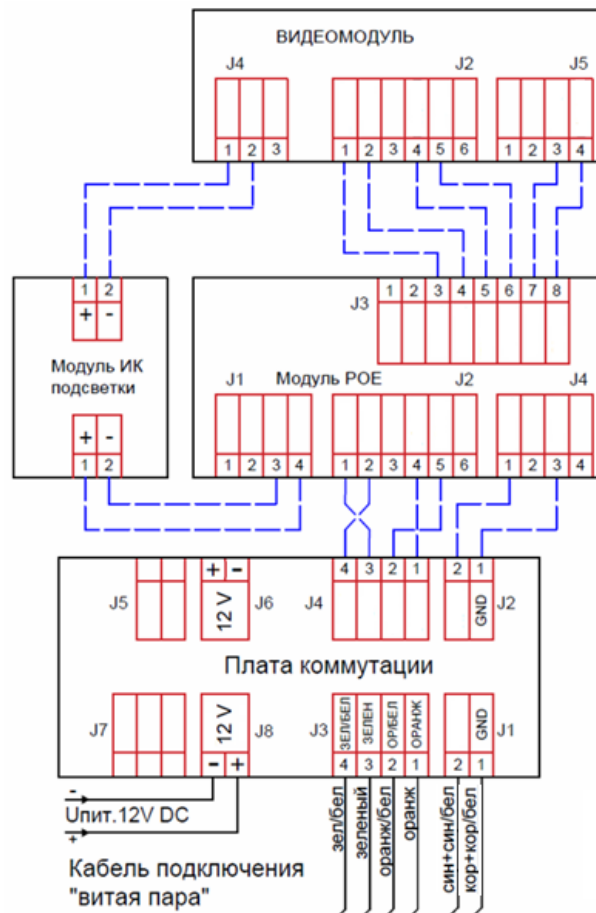 ВИДЕОМОДУЛЬ
J4 J2 J5
1 2 3 1 2 3 4 5 6 1 2 3 4
1 2 1 2 3 4 5 6 7 8
+ - J3
Модуль ИК
подсветки
J1 Модуль POE J2 J4
+ -
1 2 1 2 3 4 1 2 3 4 5 6 1 2 3 4
+ - 4 3 2 1 2 1
J5 12 V J6 J4 GND J2
Плата коммутации
J7 12 V J8 J3 ЗЕЛ/БЕЛ ЗЕЛЕН ОР/БЕЛ ОРАНЖ GND J1
- + 4 3 2 1 2 1
-
Uпит.12V DC
+
зел/бел зеленый оранж/бел оранж син+син/бел кор+кор/бел
Кабель подключения
"витая пара"